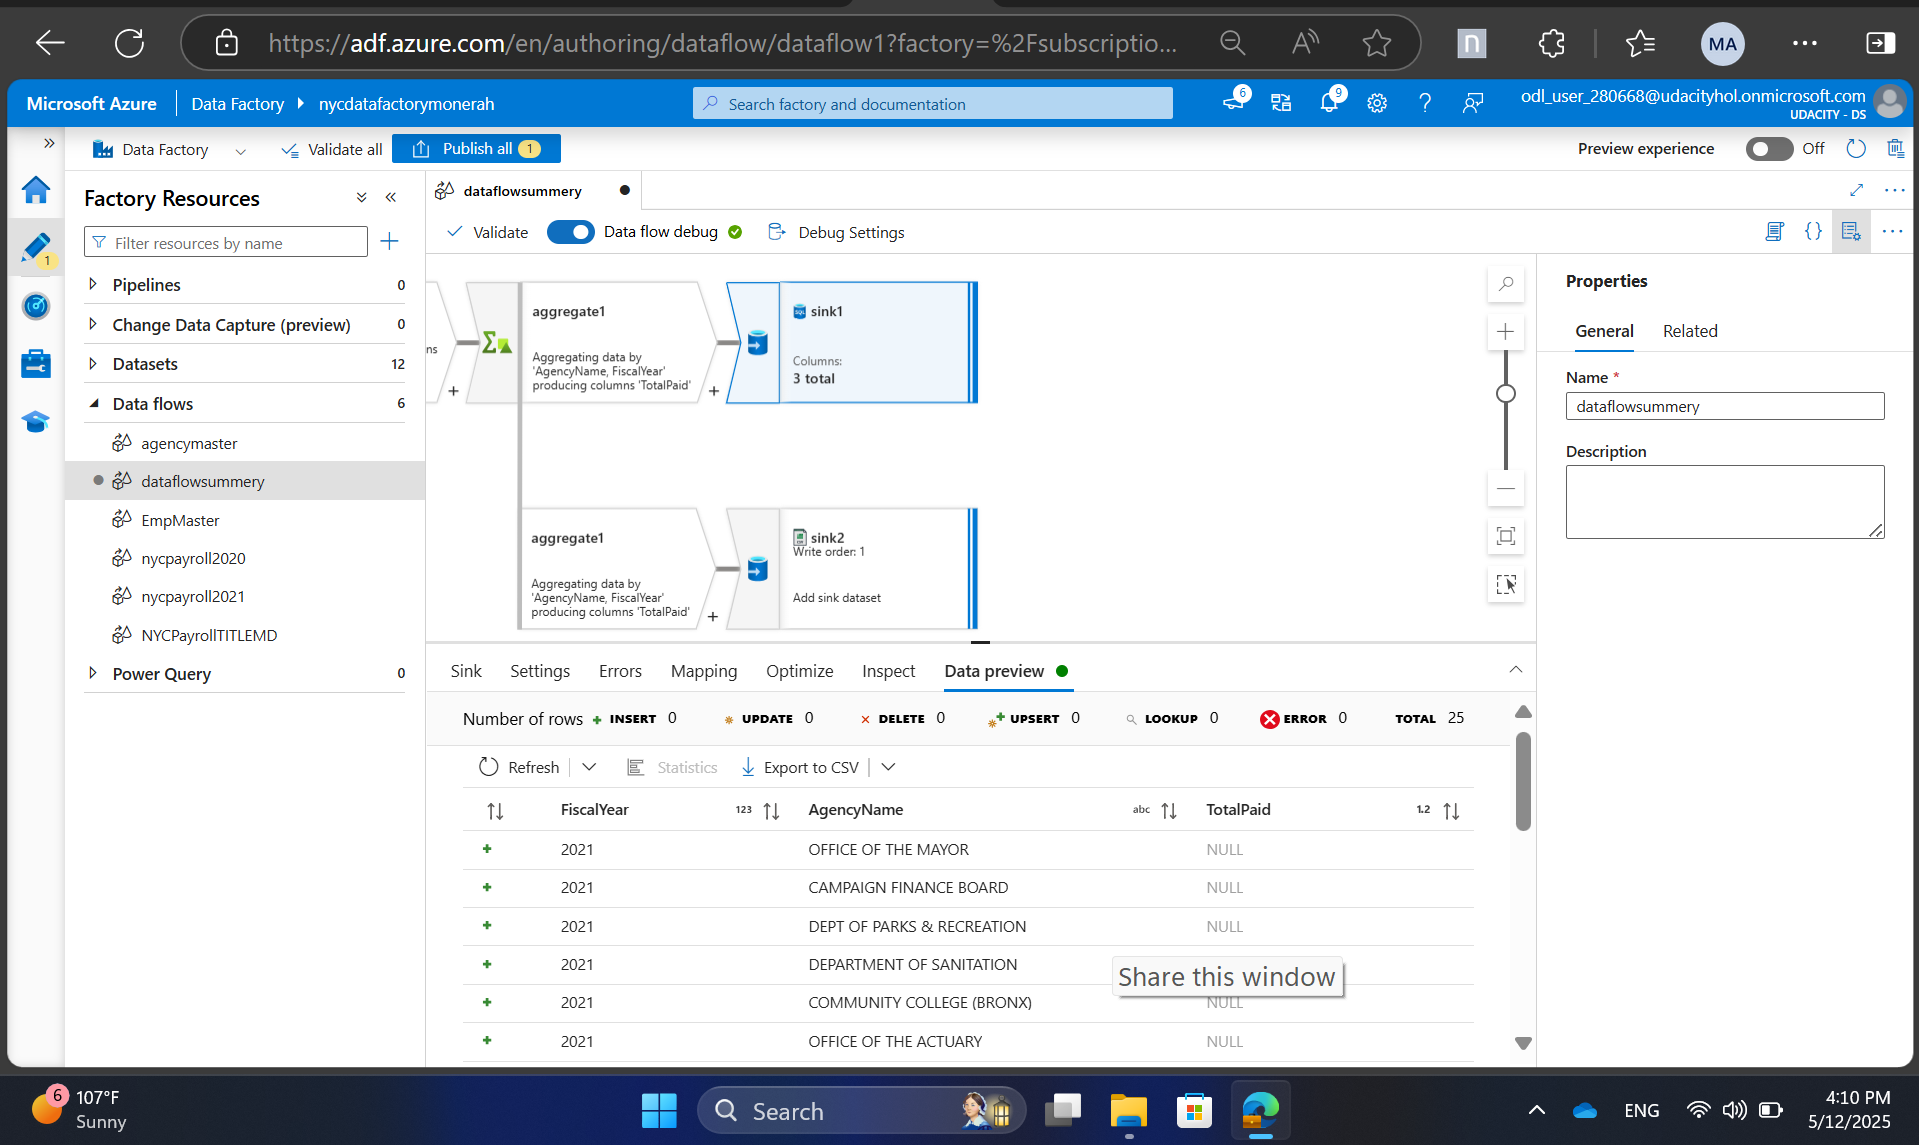 https://adf.azure.com/en/authoring/dataflow/dataflow1?factory=%2Fsubscriptio...
A
n
MA
Microsoft Azure
Data Factory
nycdatafactorymonerah
Search factory and documentation
6
9
odl_user_280668@udacityhol.onmicrosoft.com
UDACITY - DS
Data Factory
Validate all
Publish all 1
Preview experience
Off
Factory Resources
dataflowsummery
Filter resources by name
1
Validate
Data flow debug
Debug Settings
Pipelines 0
Change Data Capture (preview) 0
Datasets 12
Data flows 6
agencymaster
dataflowsummery
EmpMaster
nycpayroll2020
nycpayroll2021
NYCPayrollTITLEMD
Power Query 0
ns
aggregate1
Aggregating data by
'AgencyName, FiscalYear'
producing columns 'TotalPaid'
SQL
sink1
Columns:
3 total
aggregate1
Aggregating data by
'AgencyName, FiscalYear'
producing columns 'TotalPaid'
sink2
Write order: 1
Add sink dataset
Properties
General
Related
Name *
dataflowsummery
Description
Sink
Settings
Errors
Mapping
Optimize
Inspect
Data preview
Number of rows INSERT 0 UPDATE 0 DELETE 0 UPSERT 0 LOOKUP 0 ERROR 0 TOTAL 25
Refresh
Statistics
Export to CSV
FiscalYear 123 AgencyName abc TotalPaid 1.2
2021 OFFICE OF THE MAYOR NULL
2021 CAMPAIGN FINANCE BOARD NULL
2021 DEPT OF PARKS & RECREATION NULL
2021 DEPARTMENT OF SANITATION
Share this window
2021 COMMUNITY COLLEGE (BRONX) NULL
2021 OFFICE OF THE ACTUARY NULL
6
107°F
Sunny
Search
ENG
4:10 PM
5/12/2025